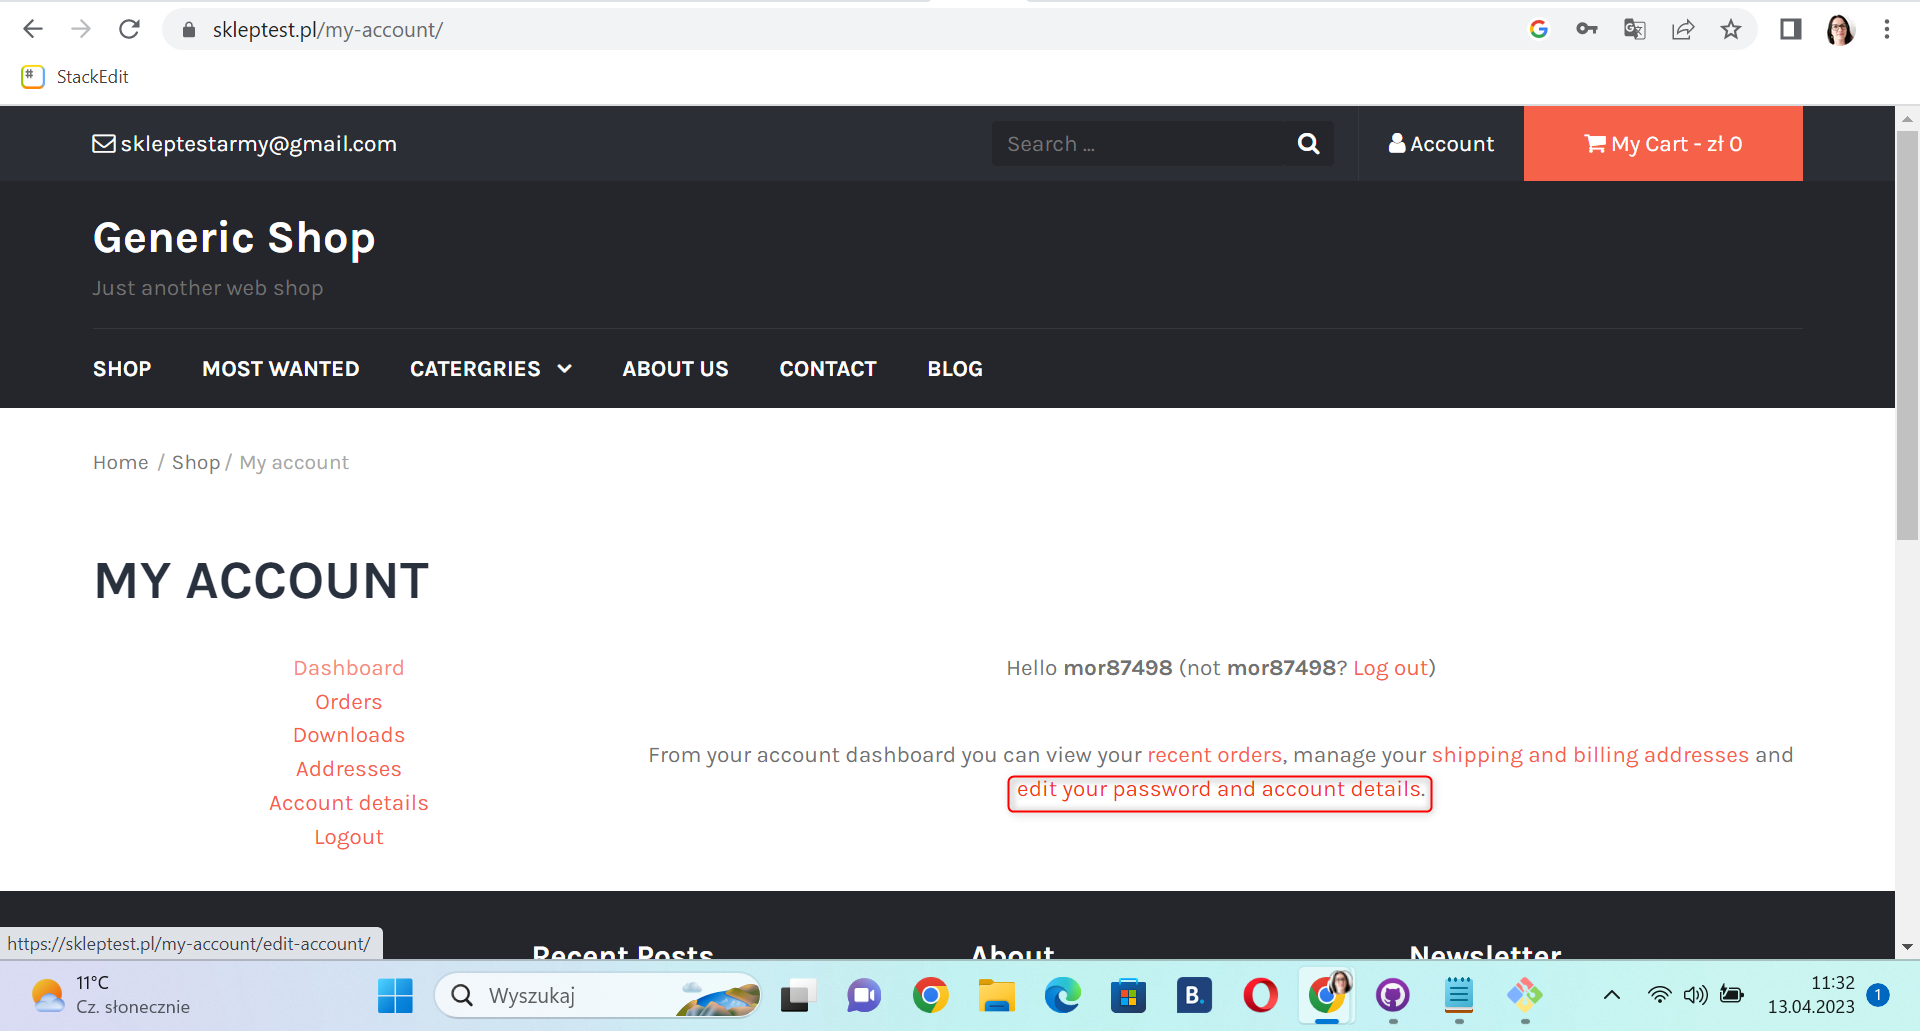 skleptest.pl/my-account/
StackEdit
skleptestarmy@gmail.com
Search ...
Account
My Cart - zł 0
Generic Shop
Just another web shop
SHOP MOST WANTED CATERGRIES ABOUT US CONTACT BLOG
Home / Shop / My account
MY ACCOUNT
Dashboard
Orders
Downloads
Addresses
Account details
Logout
Hello mor87498 (not mor87498? Log out)
From your account dashboard you can view your recent orders, manage your shipping and billing addresses and
edit your password and account details.
Recent Posts
About
Newsletter
https://skleptest.pl/my-account/edit-account/
11°C
Cz. słonecznie
Wyszukaj
B.
11:32
13.04.2023
1